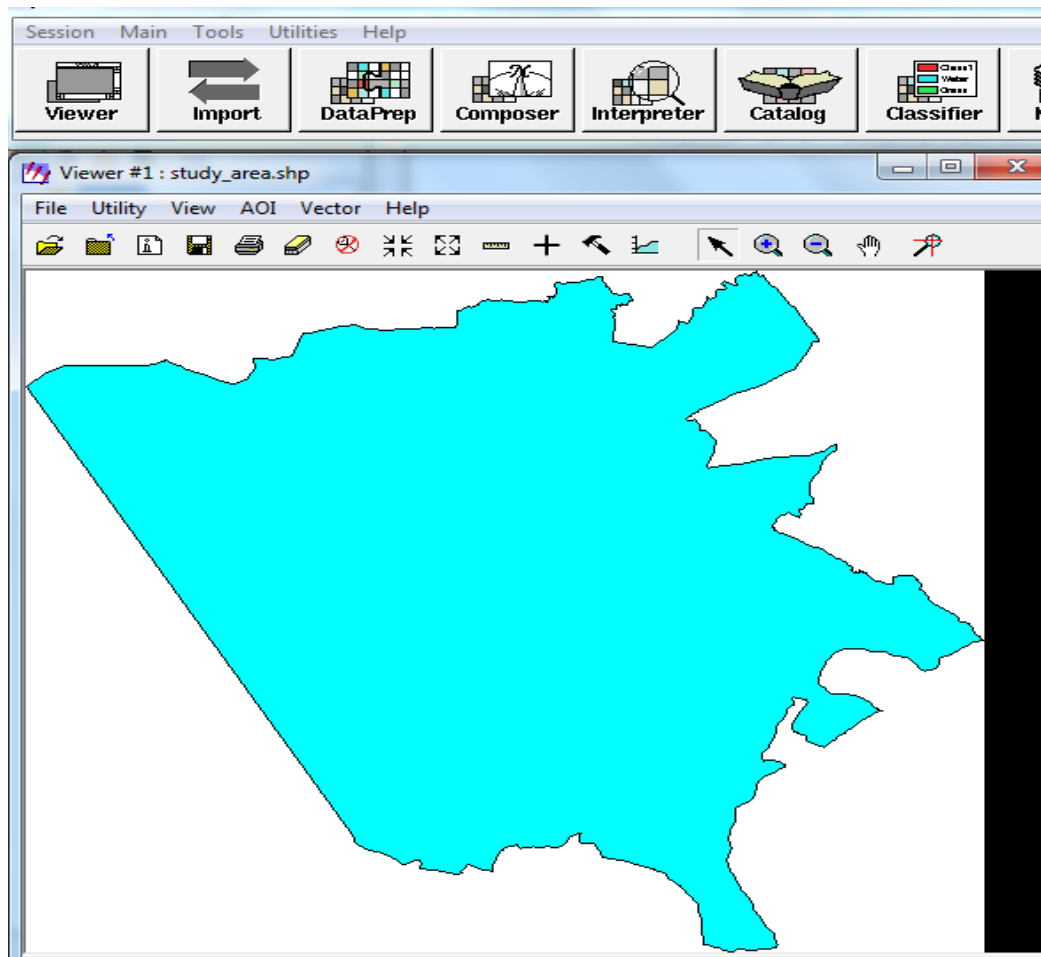 Session Main Tools Utilities Help
Viewer Import DataPrep Composer Interpreter Catalog Classifier
Viewer #1 : study_area.shp
File Utility View AOI Vector Help